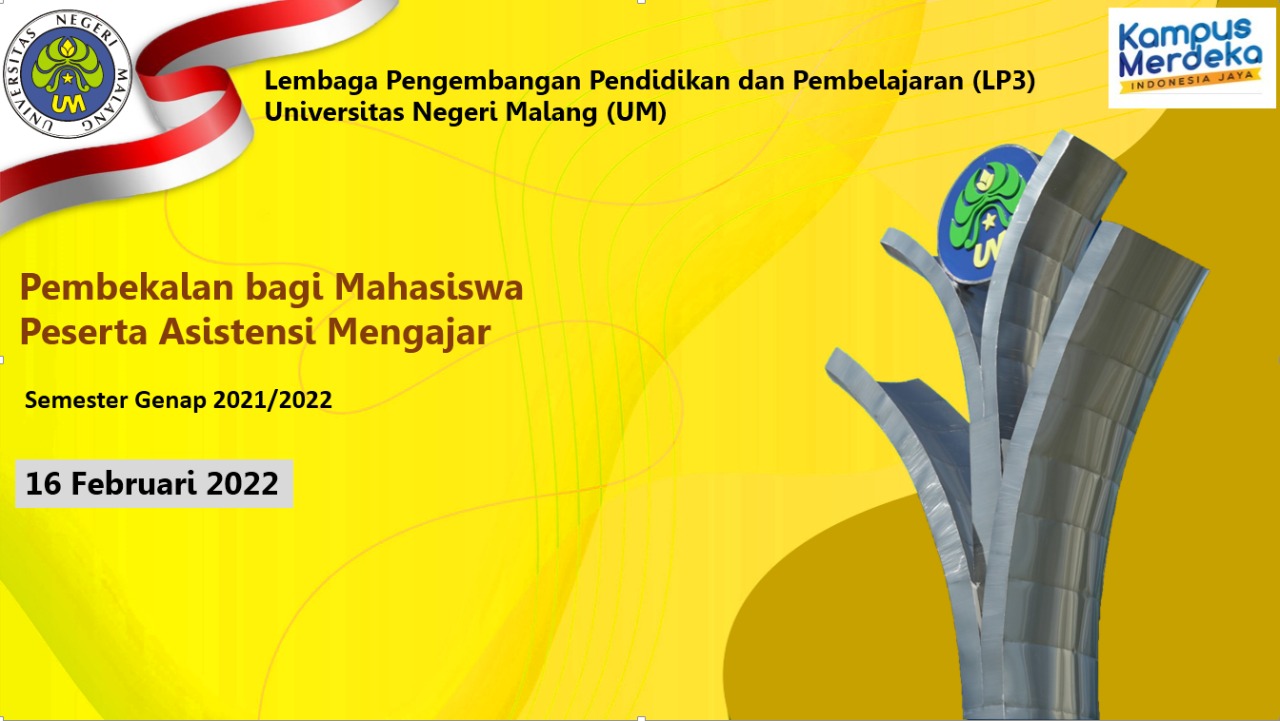 UNIVERSITAS NEGERI MALANG
UM
Kampus
Merdeka
INDONESIA JAYA
Lembaga Pengembangan Pendidikan dan Pembelajaran (LP3)
Universitas Negeri Malang (UM)
UM
Pembekalan bagi Mahasiswa
Peserta Asistensi Mengajar
Semester Genap 2021/2022
16 Februari 2022